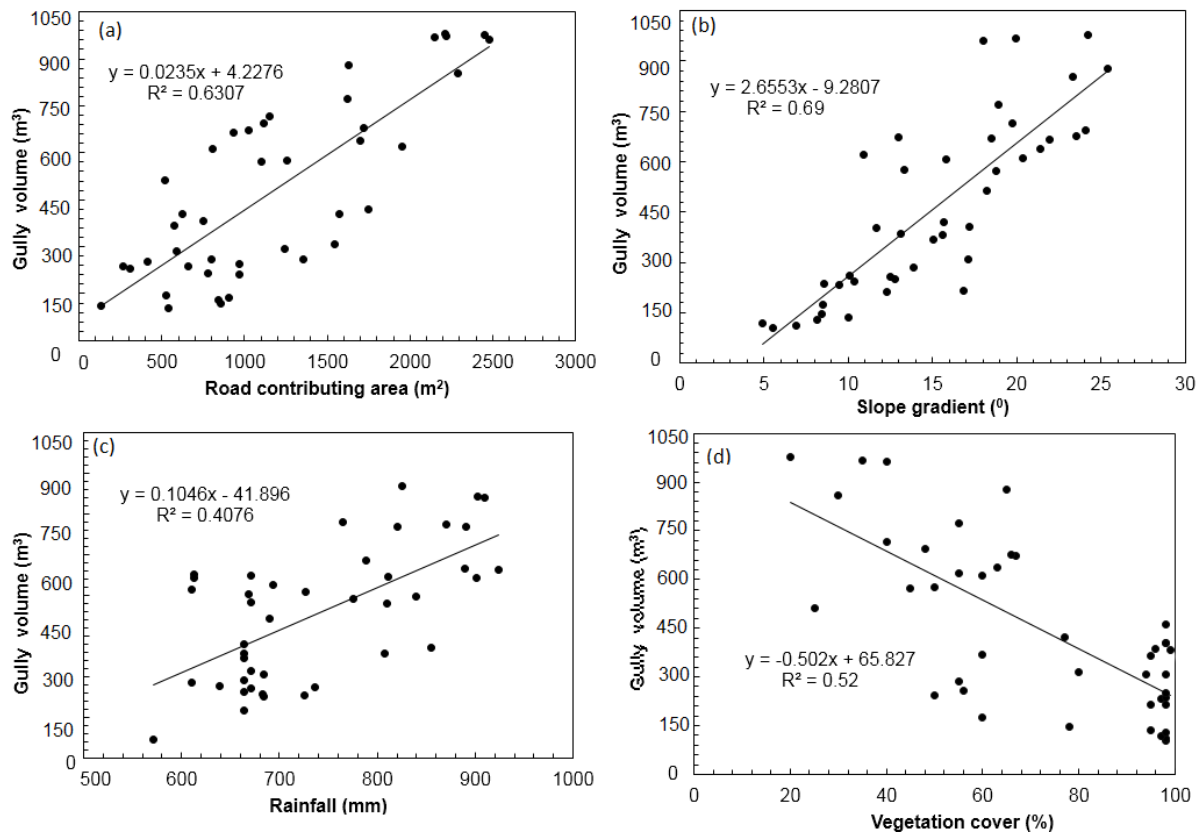 (a)
y = 0.0235x + 4.2276
R² = 0.6307
Gully volume (m³)
1050
900
750
600
450
300
150
0
0 500 1000 1500 2000 2500 3000
Road contributing area (m²)
(b)
y = 2.6553x - 9.2807
R² = 0.69
Gully volume (m³)
1050
900
750
600
450
300
150
0
0 5 10 15 20 25 30
Slope gradient (⁰)
(c)
y = 0.1046x - 41.896
R² = 0.4076
Gully volume (m³)
1050
900
750
600
450
300
150
0
500 600 700 800 900 1000
Rainfall (mm)
(d)
y = -0.502x + 65.827
R² = 0.52
Gully volume (m³)
1050
900
750
600
450
300
150
0
0 20 40 60 80 100
Vegetation cover (%)